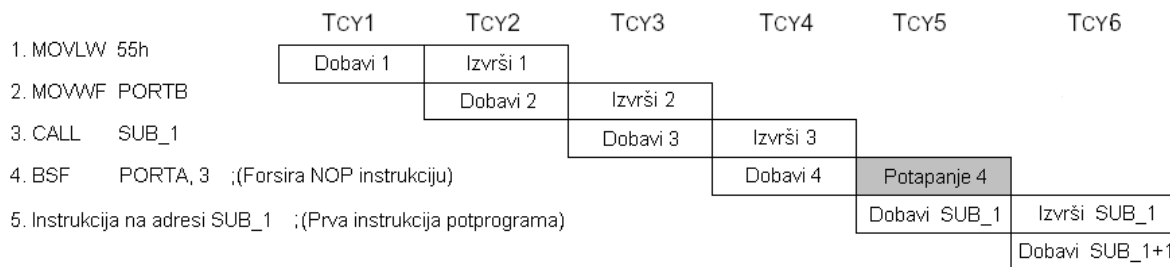 TCY1 TCY2 TCY3 TCY4 TCY5 TCY6
1. MOVLW 55h Dobavi 1 Izvrši 1
2. MOVWF PORTB Dobavi 2 Izvrši 2
3. CALL SUB_1 Dobavi 3 Izvrši 3
4. BSF PORTA, 3 ;(Forsira NOP instrukciju) Dobavi 4 Potapanje 4
5. Instrukcija na adresi SUB_1 ;(Prva instrukcija potprograma) Dobavi SUB_1 Izvrši SUB_1
Dobavi SUB_1+1